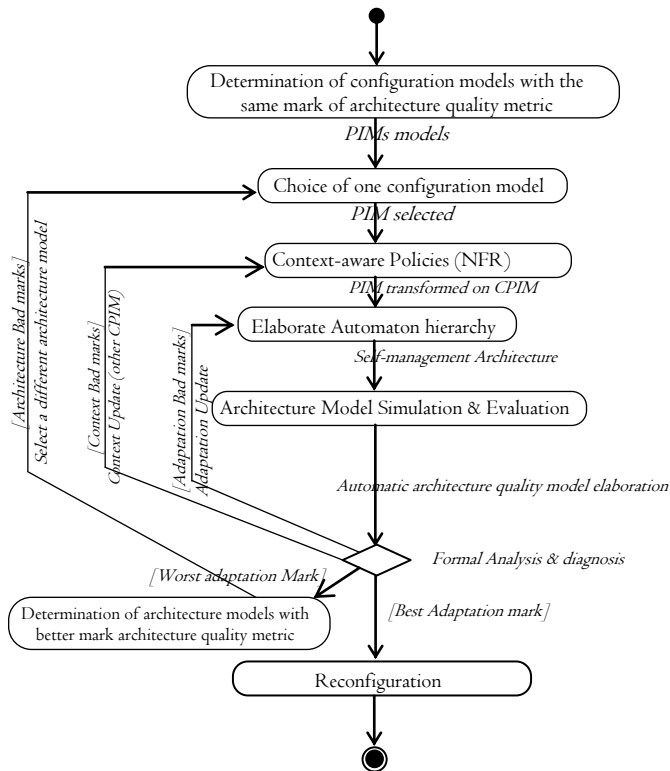 Determination of configuration models with the
same mark of architecture quality metric
PIMs models
Choice of one configuration model
PIM selected
Context-aware Policies (NFR)
PIM transformed on CPIM
Elaborate Automaton hierarchy
Self-management Architecture
Architecture Model Simulation & Evaluation
[Architecture Bad marks]
Select a different architecture model
[Context Bad marks]
Context Update (other CPIM)
[Adaptation Bad marks]
Adaptation Update
Automatic architecture quality model elaboration
Formal Analysis & diagnosis
[Worst adaptation Mark]
[Best Adaptation mark]
Determination of architecture models with
better mark architecture quality metric
Reconfiguration